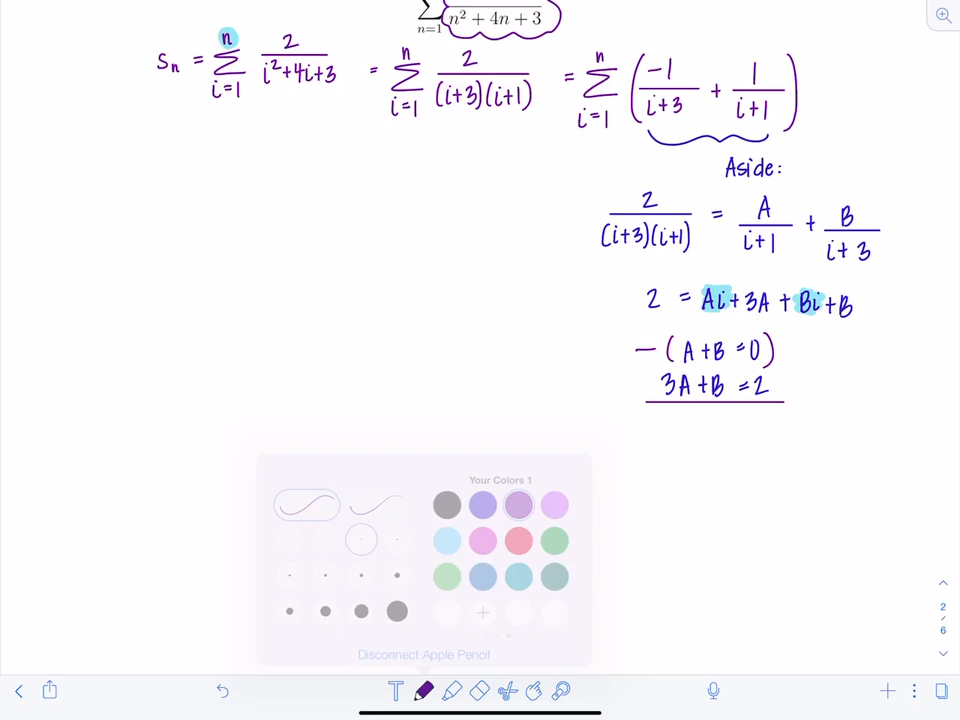 ∑ n=1 n² + 4n + 3
Sₙ = ∑ i=1 n 2/(i²+4i+3) = ∑ i=1 n 2/((i+3)(i+1)) = ∑ i=1 n (-1/(i+3) + 1/(i+1))
Aside:
2/((i+3)(i+1)) = A/(i+1) + B/(i+3)
2 = Ai+3A + Bi+B
- (A+B=0)
3A+B=2
Your Colors 1
Disconnect Apple Pencil
2/6